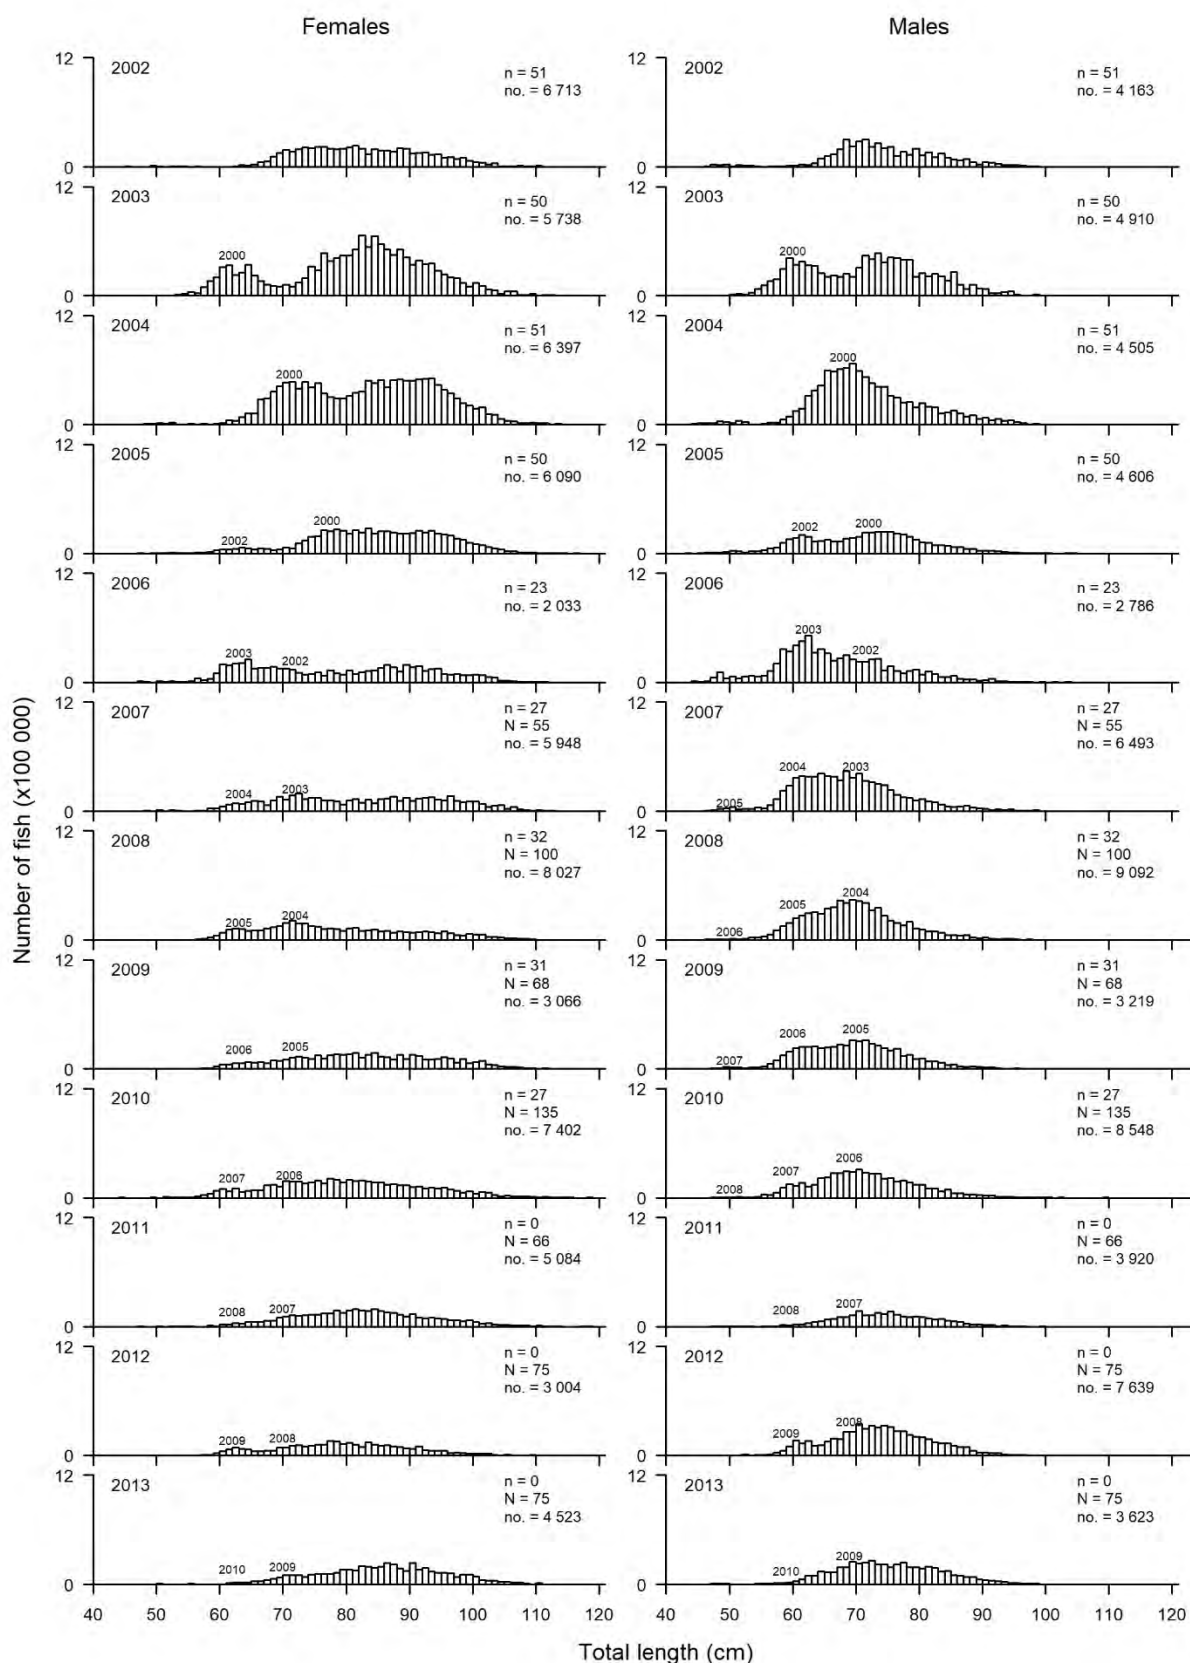 Females
Males
12
2002
n = 51
no. = 6 713
0
2002
n = 51
no. = 4 163
0
12
2003
n = 50
no. = 5 738
2000
0
2003
n = 50
no. = 4 910
2000
0
12
2004
n = 51
no. = 6 397
2000
0
2004
n = 51
no. = 4 505
2000
0
12
2005
n = 50
no. = 6 090
2002
2000
0
2005
n = 50
no. = 4 606
2002
2000
0
12
2006
n = 23
no. = 2 033
2003
2002
0
2006
n = 23
no. = 2 786
2003
2002
0
12
2007
n = 27
N = 55
no. = 5 948
2004
2003
0
2007
n = 27
N = 55
no. = 6 493
2005
2004
2003
0
12
2008
n = 32
N = 100
no. = 8 027
2005
2004
0
2008
n = 32
N = 100
no. = 9 092
2006
2005
2004
0
12
2009
n = 31
N = 68
no. = 3 066
2006
2005
0
2009
n = 31
N = 68
no. = 3 219
2007
2006
2005
0
12
2010
n = 27
N = 135
no. = 7 402
2007
2006
0
2010
n = 27
N = 135
no. = 8 548
2008
2007
2006
0
12
2011
n = 0
N = 66
no. = 5 084
2008
2007
0
2011
n = 0
N = 66
no. = 3 920
2008
2007
0
12
2012
n = 0
N = 75
no. = 3 004
2009
2008
0
2012
n = 0
N = 75
no. = 7 639
2009
2008
0
12
2013
n = 0
N = 75
no. = 4 523
2010
2009
0
2013
n = 0
N = 75
no. = 3 623
2010
2009
0
40 50 60 70 80 90 100 110 120
40 50 60 70 80 90 100 110 120
Number of fish (x100 000)
Total length (cm)